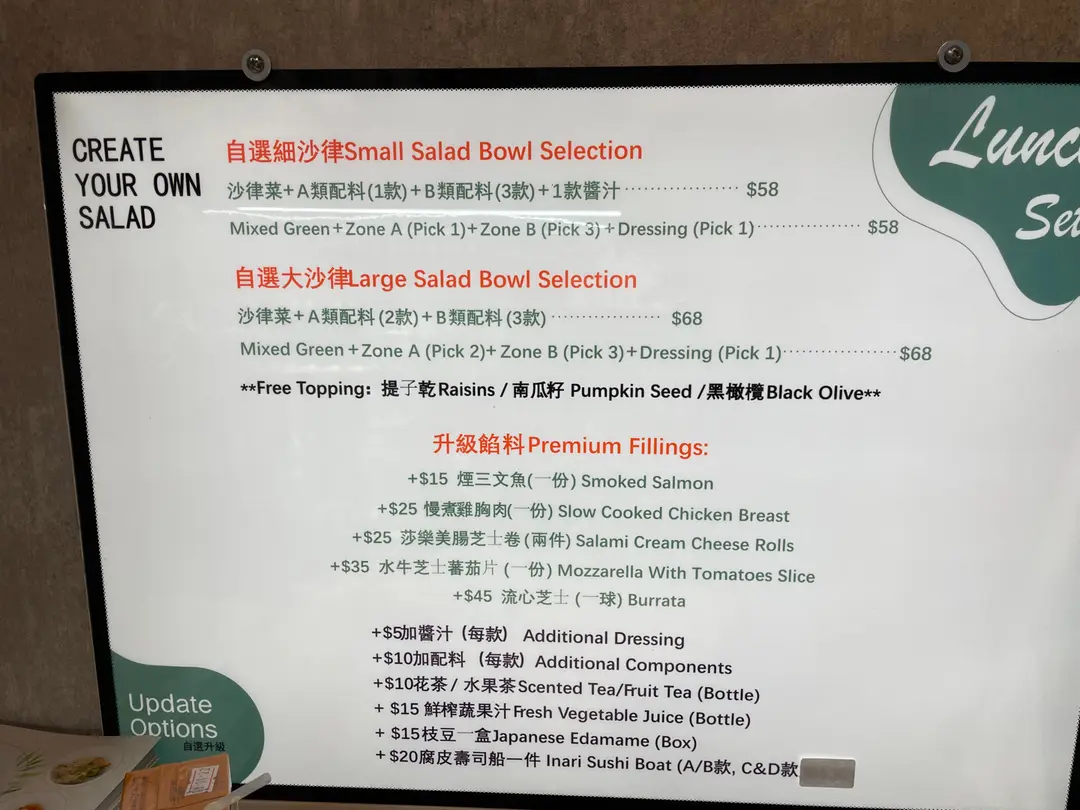 CREATE
YOUR OWN
SALAD
自選細沙律Small Salad Bowl Selection
沙律菜+A類配料(1款)+B類配料(3款)+1款醬汁·················· $58
Mixed Green+Zone A (Pick 1)+Zone B (Pick 3)+Dressing (Pick 1)················ $58
自選大沙律Large Salad Bowl Selection
沙律菜+A類配料(2款)+B類配料(3款)················· $68
Mixed Green+Zone A (Pick 2)+ Zone B (Pick 3)+Dressing (Pick 1)·················$68
**Free Topping: 提子乾Raisins / 南瓜籽 Pumpkin Seed /黑橄欖Black Olive**
升級餡料Premium Fillings:
+$15 煙三文魚(一份) Smoked Salmon
+$25 慢煮雞胸肉(一份) Slow Cooked Chicken Breast
+$25 莎樂美腸芝士卷(兩件) Salami Cream Cheese Rolls
+$35 水牛芝士蕃茄片 (一份) Mozzarella With Tomatoes Slice
+$45 流心芝士 (一球) Burrata
+$5加醬汁 (每款) Additional Dressing
+$10加配料 (每款) Additional Components
+$10花茶/ 水果茶Scented Tea/Fruit Tea (Bottle)
+ $15 鮮榨蔬果汁Fresh Vegetable Juice (Bottle)
+ $15枝豆一盒Japanese Edamame (Box)
+$20腐皮壽司船一件 Inari Sushi Boat (A/B款, C&D款
Lunc
Set
Update
Options
自選升級